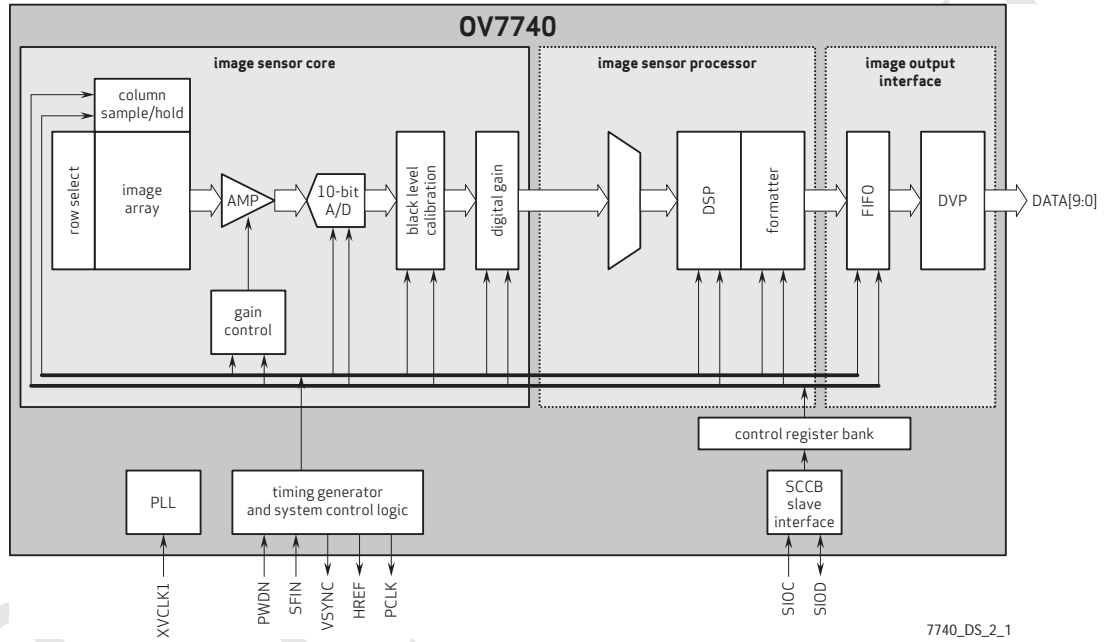 OV7740
image sensor core
image sensor processor
image output
interface
column
sample/hold
row select
image
array
AMP
10-bit
A/D
black level
calibration
digital gain
DSP
formatter
FIFO
DVP
DATA[9:0]
gain
control
control register bank
PLL
timing generator
and system control logic
SCCB
slave
interface
XVCLK1
PWDN
SFIN
VSYNC
HREF
PCLK
SIOC
SIOD
7740_DS_2_1